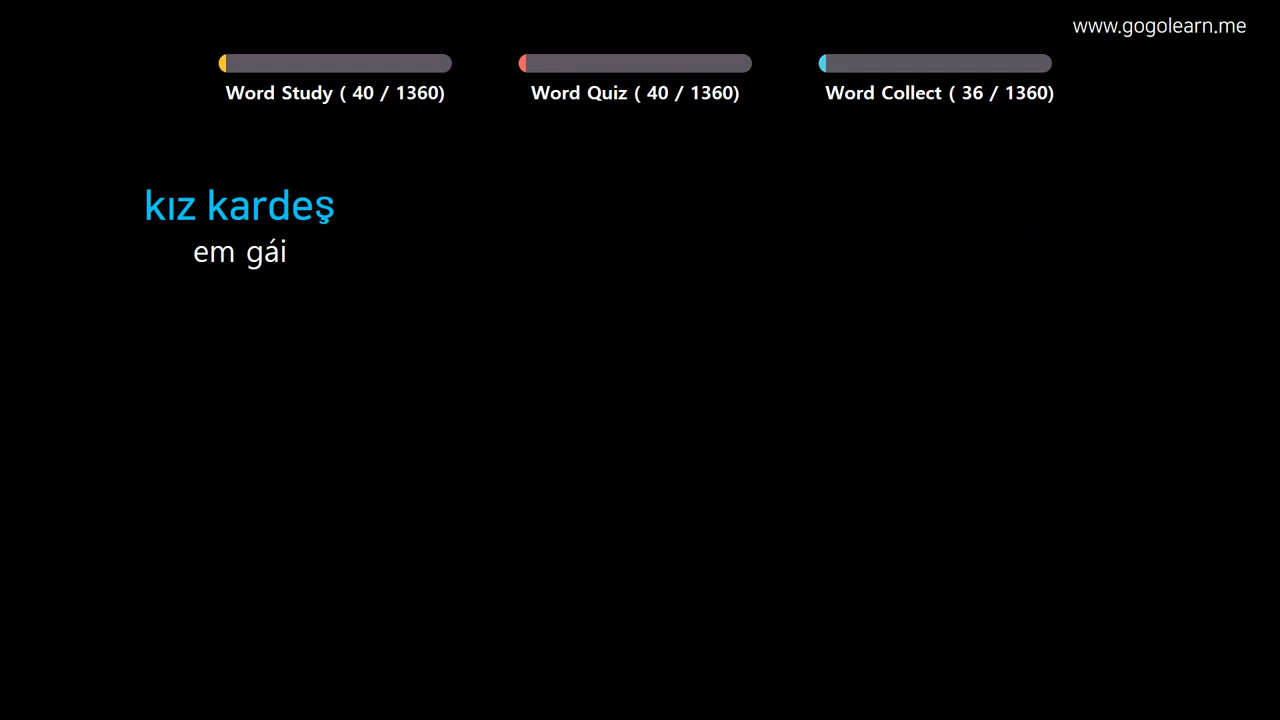 www.gogolearn.me
Word Study ( 40 / 1360)
Word Quiz ( 40 / 1360)
Word Collect ( 36 / 1360)
kız kardeş
em gái